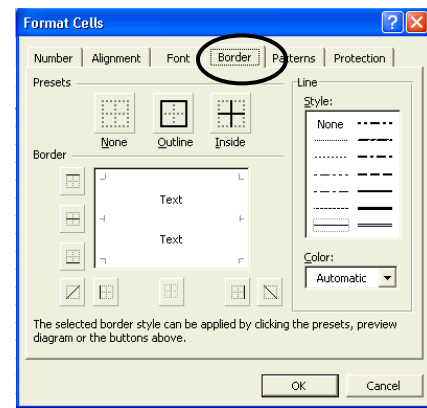 Format Cells
Number Alignment Font Border Patterns Protection
Presets
Line
Style:
None
None Outline Inside
Border
Text
Text
Color:
Automatic
The selected border style can be applied by clicking the presets, preview
diagram or the buttons above.
OK Cancel